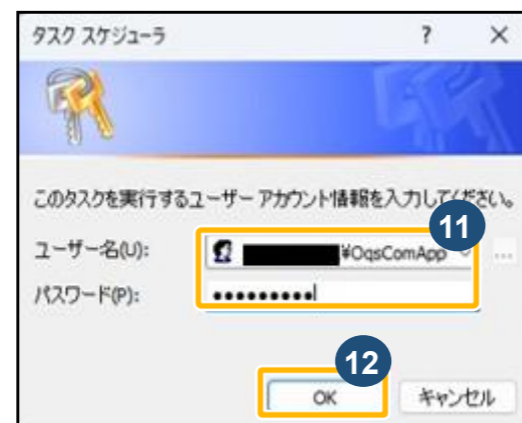 タスク スケジューラ ? ×
このタスクを実行するユーザー アカウント情報を入力してください。
11
ユーザー名(U): ¥OqsComApp ...
パスワード(P): •••••••••
12
OK キャンセル